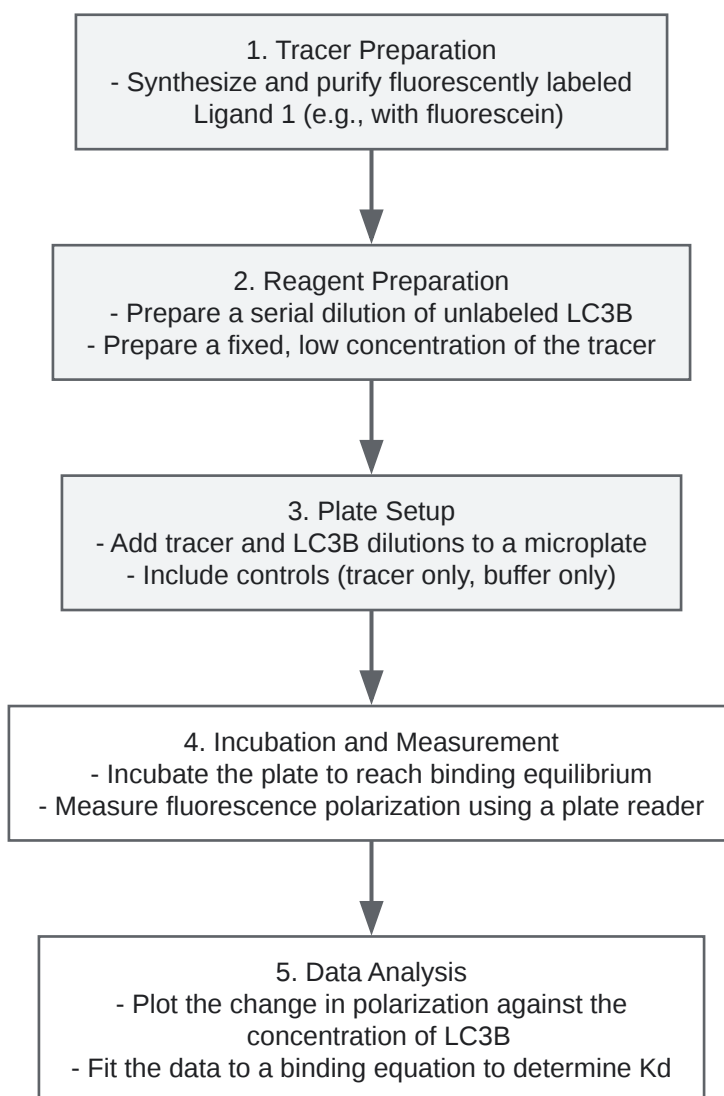 1. Tracer Preparation
- Synthesize and purify fluorescently labeled
Ligand 1 (e.g., with fluorescein)
2. Reagent Preparation
- Prepare a serial dilution of unlabeled LC3B
- Prepare a fixed, low concentration of the tracer
3. Plate Setup
- Add tracer and LC3B dilutions to a microplate
- Include controls (tracer only, buffer only)
4. Incubation and Measurement
- Incubate the plate to reach binding equilibrium
- Measure fluorescence polarization using a plate reader
5. Data Analysis
- Plot the change in polarization against the
concentration of LC3B
- Fit the data to a binding equation to determine Kd